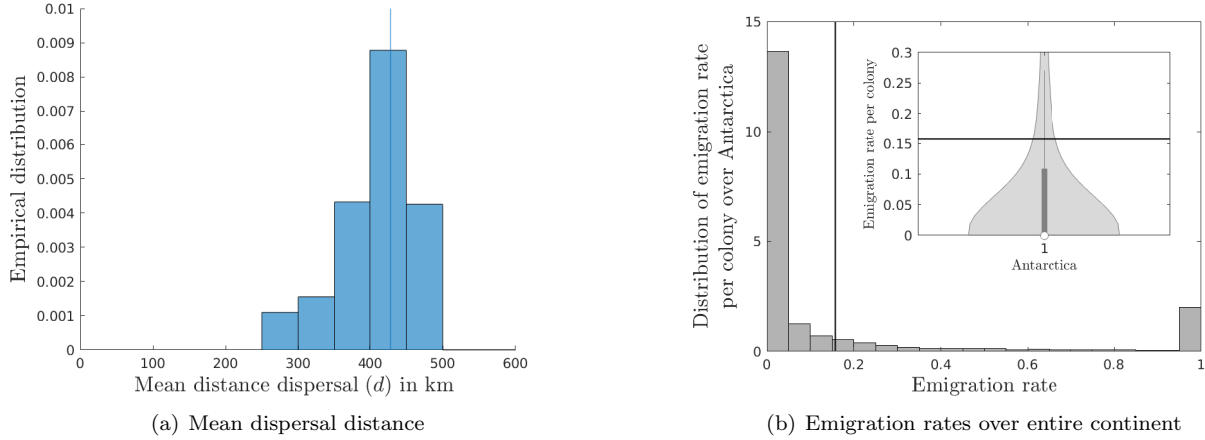 0.01
0.009
0.008
0.007
0.006
0.005
0.004
0.003
0.002
0.001
0
Empirical distribution
0 100 200 300 400 500 600
Mean distance dispersal (d) in km
(a) Mean dispersal distance
15
10
5
0
Distribution of emigration rate
per colony over Antarctica
0.3
0.25
0.2
0.15
0.1
0.05
0
Emigration rate per colony
1
Antarctica
0 0.2 0.4 0.6 0.8 1
Emigration rate
(b) Emigration rates over entire continent